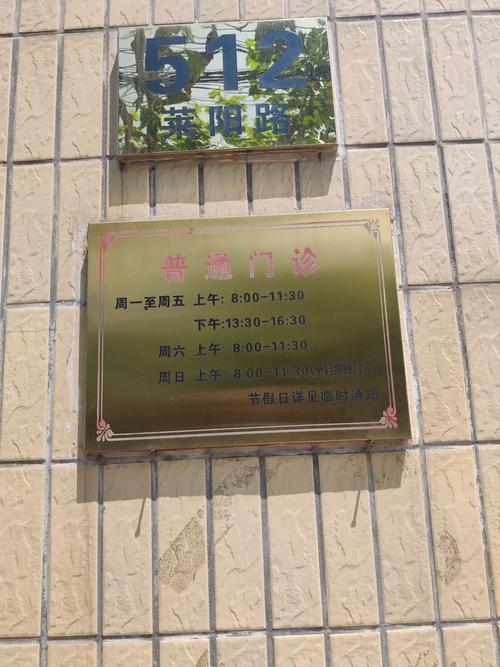 512
莱阳路
普通门诊
周一至周五 上午: 8:00-11:30
下午:13:30-16:30
周六 上午: 8:00-11:30
周日 上午: 8:00-11:30
节假日详见临时通知